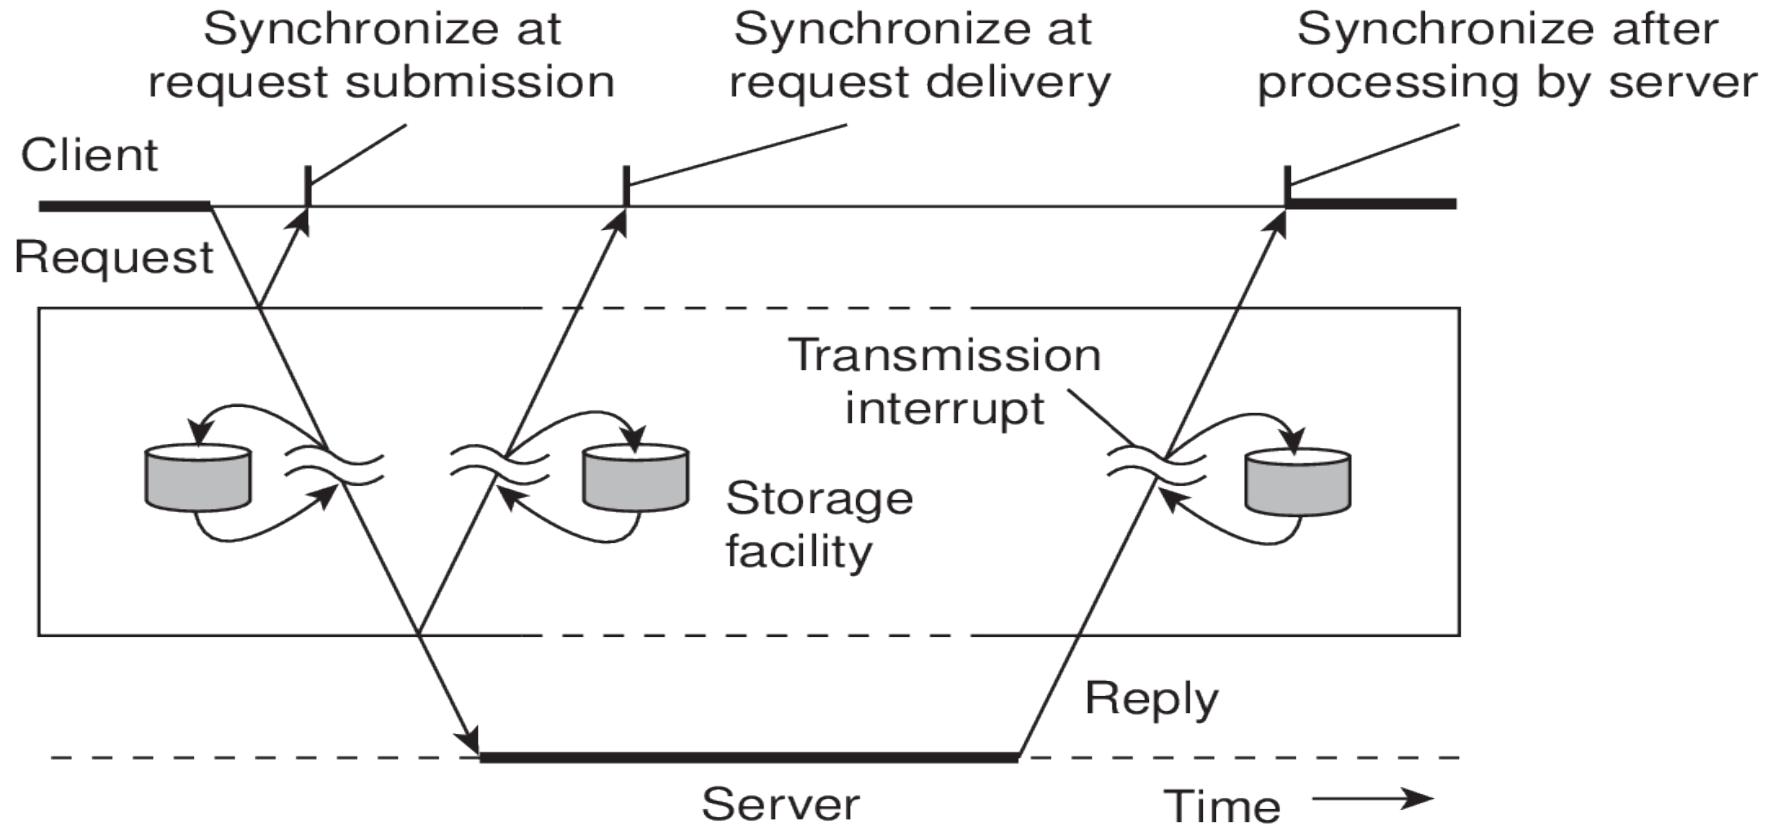 Synchronize at
request submission
Synchronize at
request delivery
Synchronize after
processing by server
Client
Request
Transmission
interrupt
Storage
facility
Reply
Server
Time